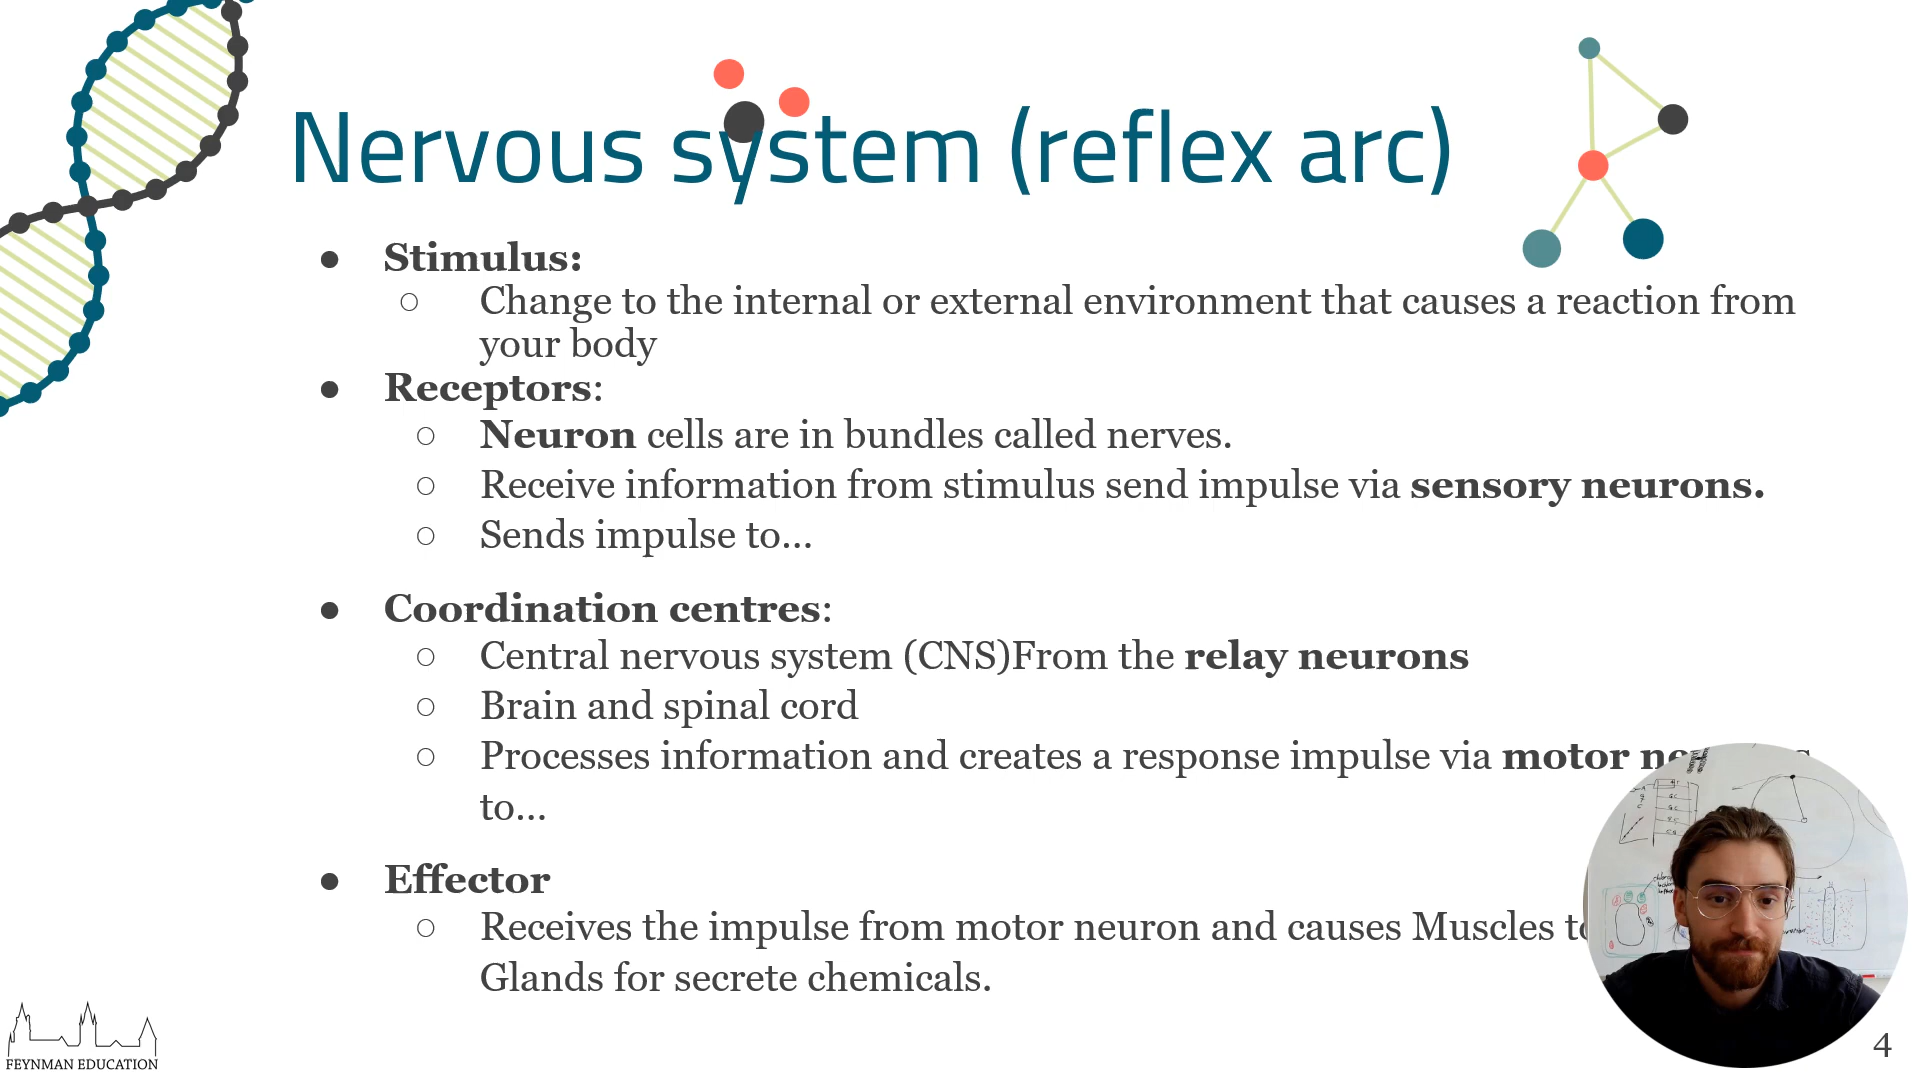 Nervous system (reflex arc)
● Stimulus:
○ Change to the internal or external environment that causes a reaction from
your body
● Receptors:
○ Neuron cells are in bundles called nerves.
○ Receive information from stimulus send impulse via sensory neurons.
○ Sends impulse to...
● Coordination centres:
○ Central nervous system (CNS)From the relay neurons
○ Brain and spinal cord
○ Processes information and creates a response impulse via motor
to...
● Effector
○ Receives the impulse from motor neuron and causes Muscles
Glands for secrete chemicals.
FEYNMAN EDUCATION
4